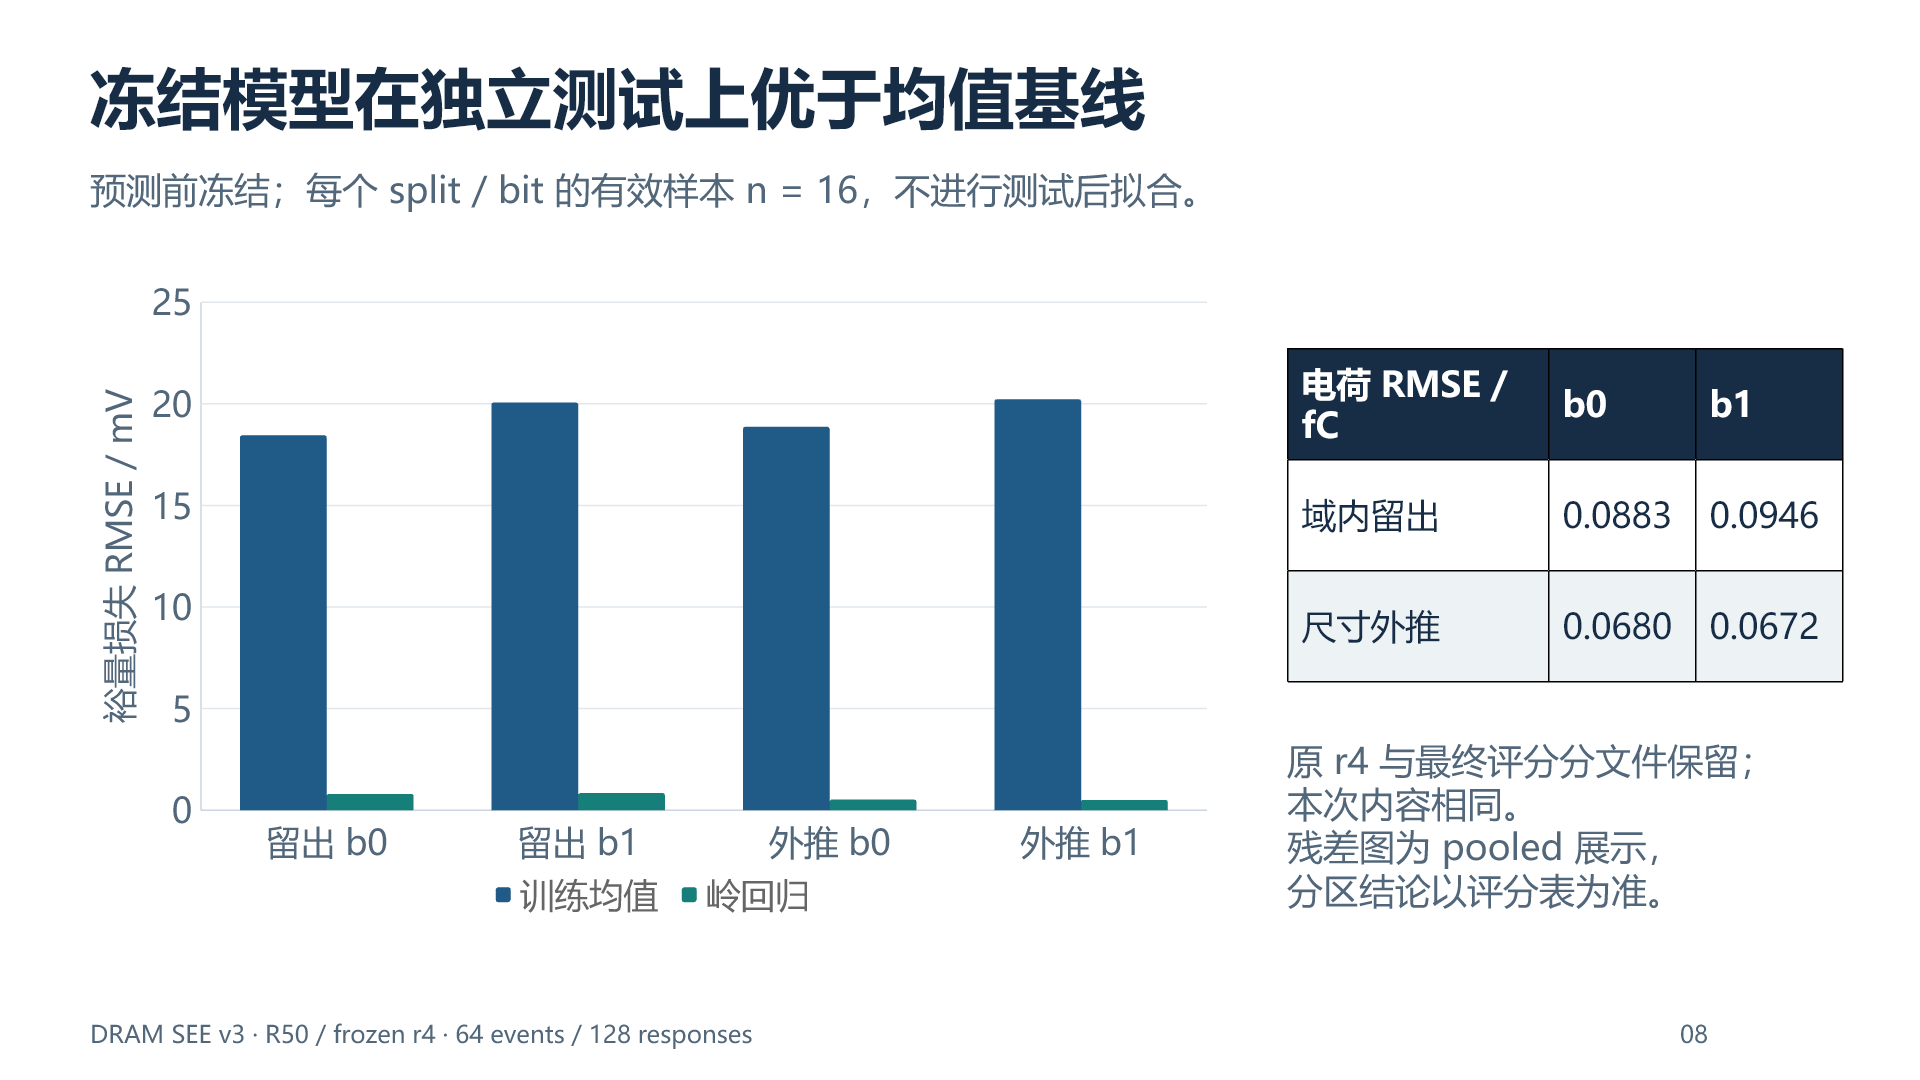 冻结模型在独立测试上优于均值基线
预测前冻结；每个 split / bit 的有效样本 n = 16，不进行测试后拟合。
裕量损失 RMSE / mV
25
20
15
10
5
0
留出 b0
留出 b1
外推 b0
外推 b1
训练均值
岭回归
电荷 RMSE /
fC
b0
b1
域内留出
0.0883
0.0946
尺寸外推
0.0680
0.0672
原 r4 与最终评分分文件保留；
本次内容相同。
残差图为 pooled 展示，
分区结论以评分表为准。
DRAM SEE v3 · R50 / frozen r4 · 64 events / 128 responses
08